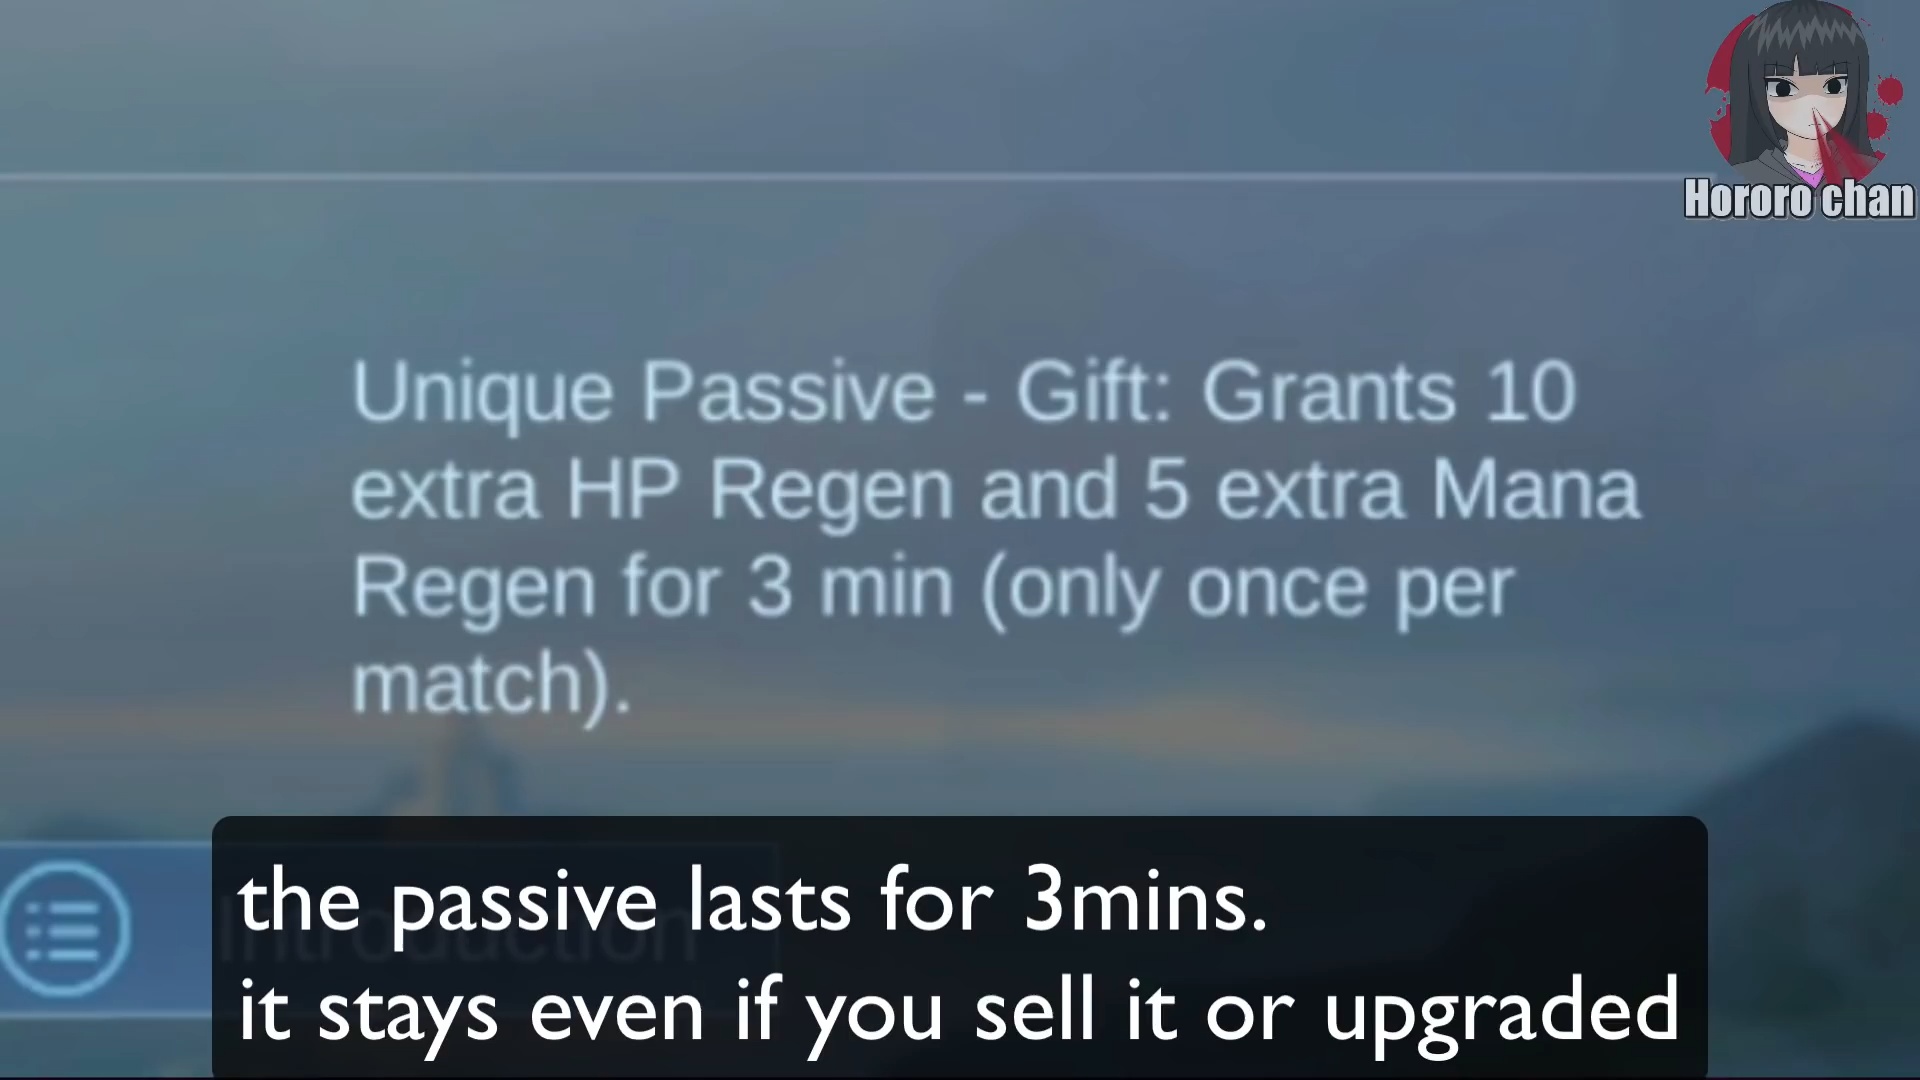 Hororo chan
Unique Passive - Gift: Grants 10
extra HP Regen and 5 extra Mana
Regen for 3 min (only once per
match).
Introduction
the passive lasts for 3mins.
it stays even if you sell it or upgraded